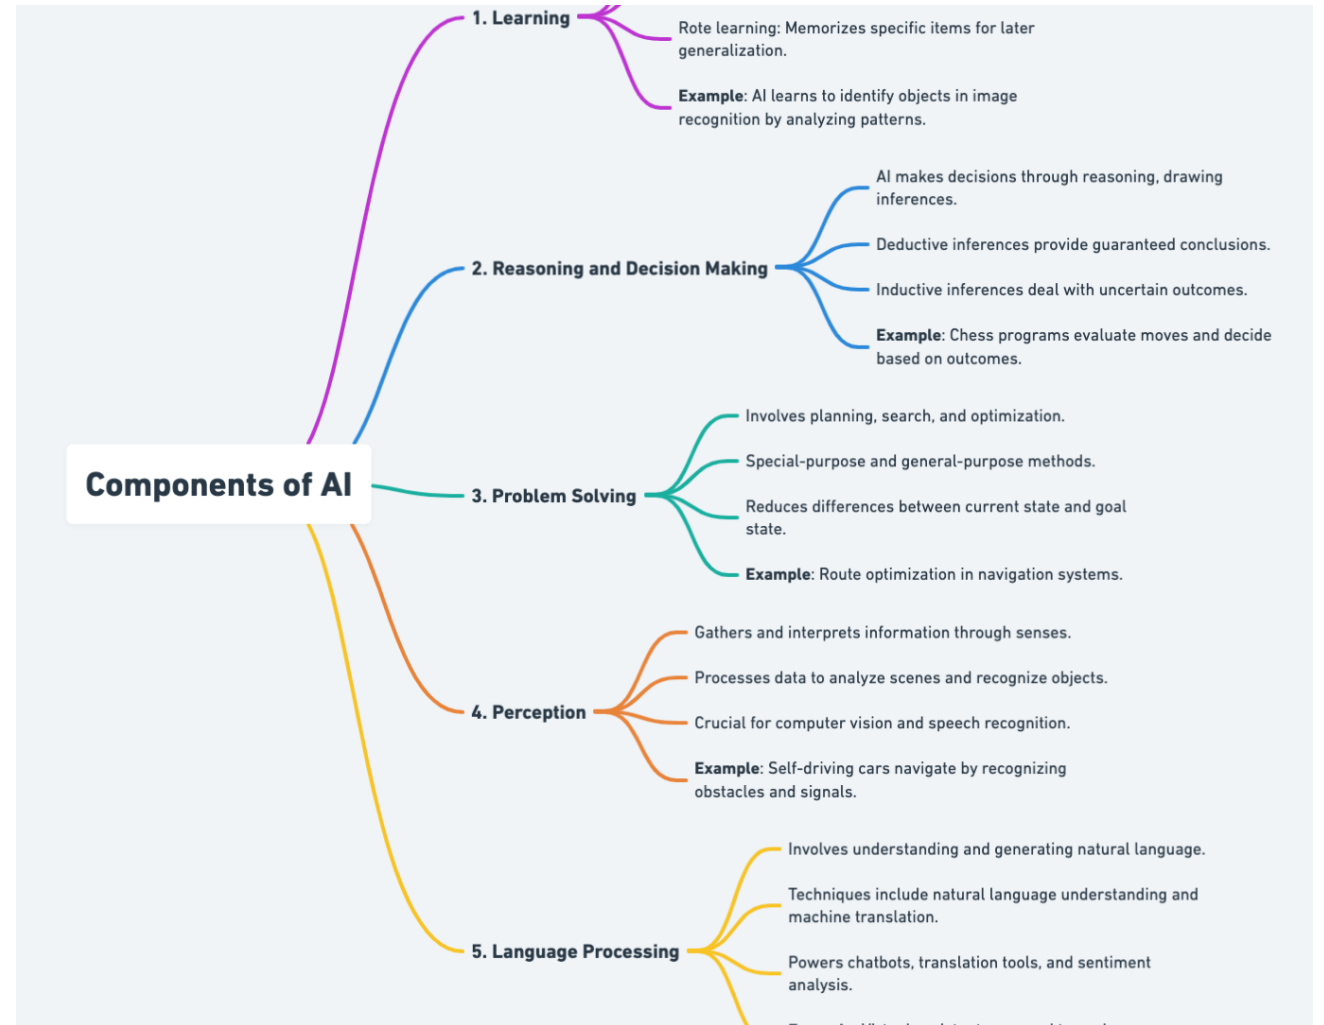 1. Learning
Rote learning: Memorizes specific items for later
generalization.
Example: AI learns to identify objects in image
recognition by analyzing patterns.
2. Reasoning and Decision Making
AI makes decisions through reasoning, drawing
inferences.
Deductive inferences provide guaranteed conclusions.
Inductive inferences deal with uncertain outcomes.
Example: Chess programs evaluate moves and decide
based on outcomes.
Components of AI
3. Problem Solving
Involves planning, search, and optimization.
Special-purpose and general-purpose methods.
Reduces differences between current state and goal
state.
Example: Route optimization in navigation systems.
4. Perception
Gathers and interprets information through senses.
Processes data to analyze scenes and recognize objects.
Crucial for computer vision and speech recognition.
Example: Self-driving cars navigate by recognizing
obstacles and signals.
5. Language Processing
Involves understanding and generating natural language.
Techniques include natural language understanding and
machine translation.
Powers chatbots, translation tools, and sentiment
analysis.